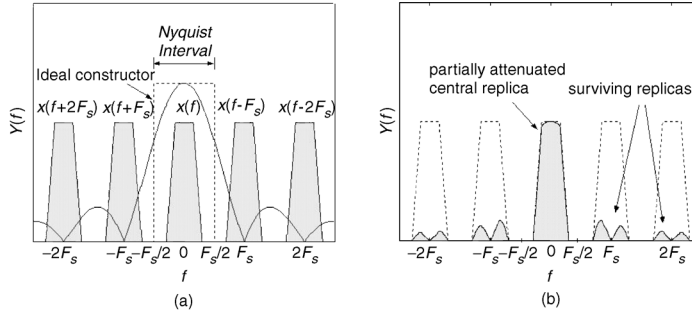 Nyquist
Interval
Ideal constructor
x(f+2Fs) x(f+Fs) x(f) x(f-Fs) x(f-2Fs)
Y(f)
−2Fs −Fs −Fs/2 0 Fs/2 Fs 2Fs
f
(a)
partially attenuated
central replica
surviving replicas
Y(f)
−2Fs −Fs −Fs/2 0 Fs/2 Fs 2Fs
f
(b)